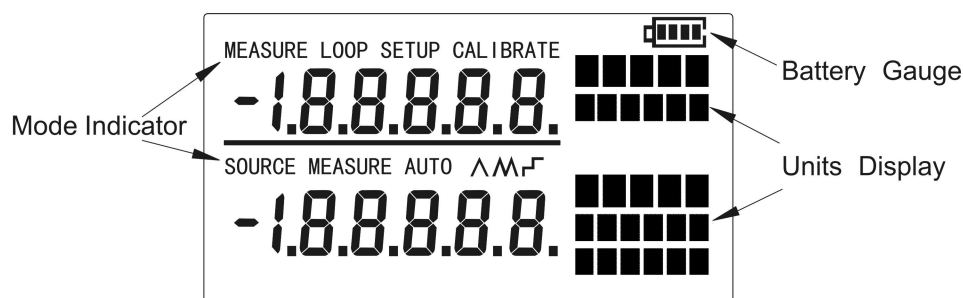 MEASURE LOOP SETUP CALIBRATE
Battery Gauge
-1.8.8.8.8.8.
Mode Indicator
SOURCE MEASURE AUTO
Units Display
-1.8.8.8.8.8.